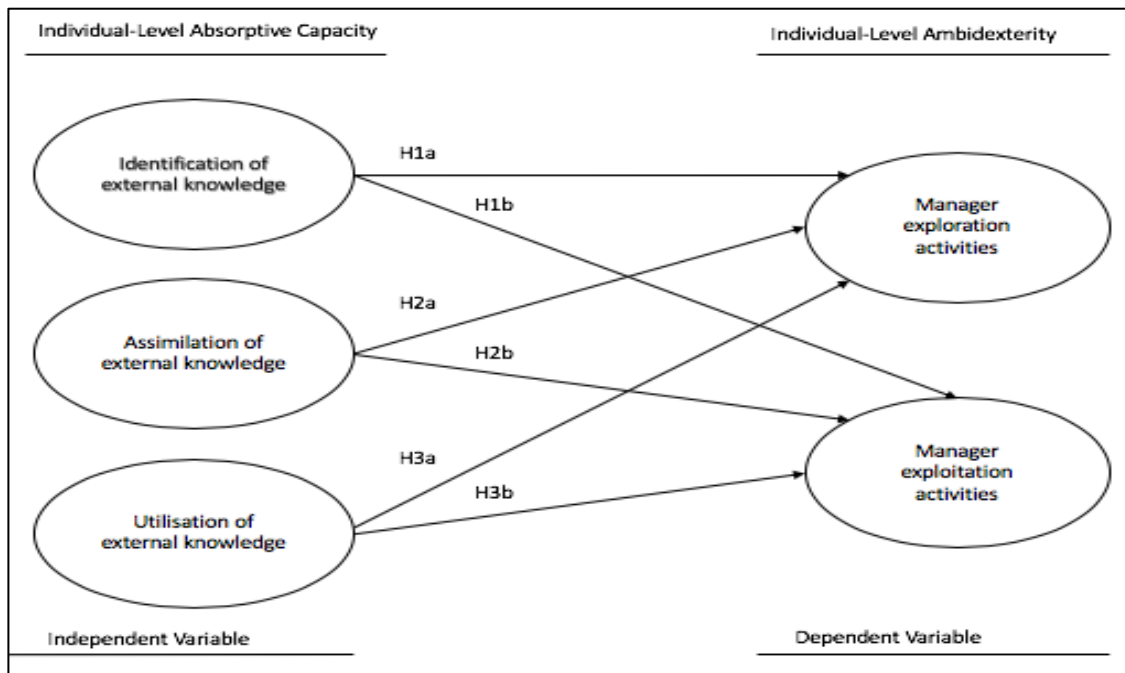 Individual-Level Absorptive Capacity
Individual-Level Ambidexterity
Identification of
external knowledge
H1a
H1b
Manager
exploration
activities
Assimilation of
external knowledge
H2a
H2b
Utilisation of
external knowledge
H3a
H3b
Manager
exploitation
activities
Independent Variable
Dependent Variable